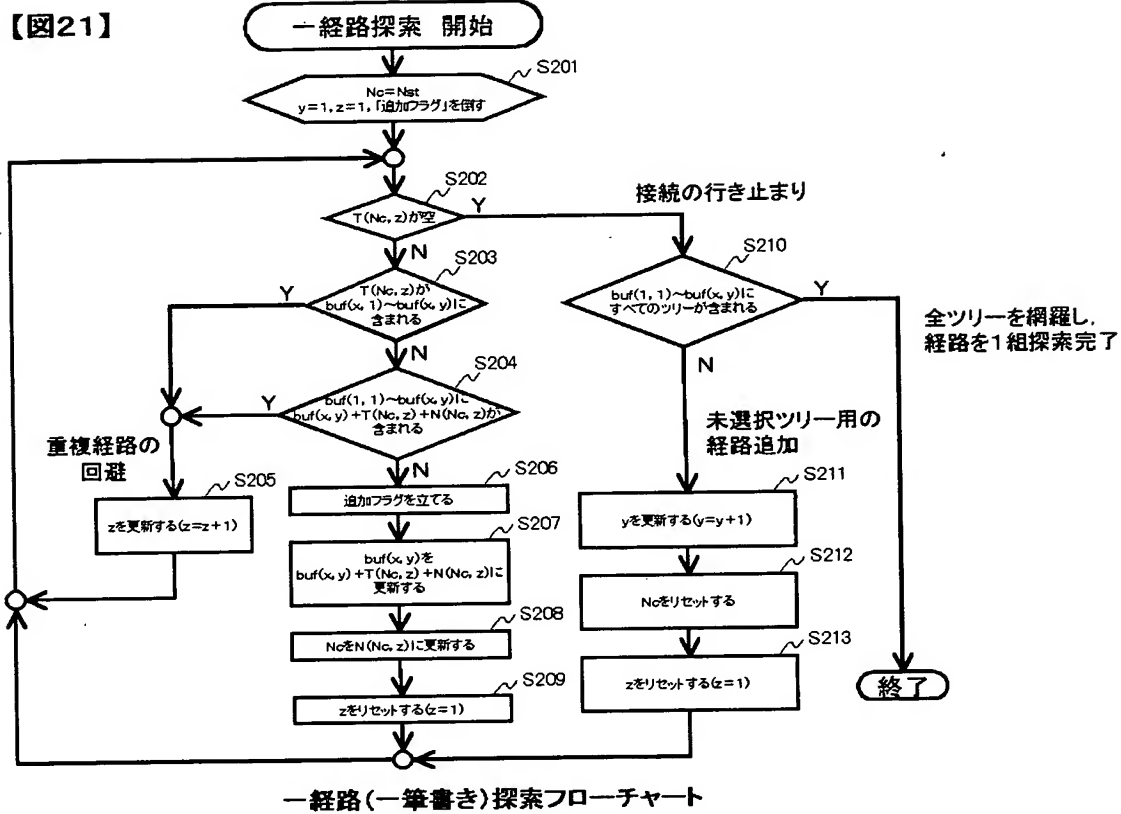 【図21】
一経路探索 開始
S201
Nc=Nst
y=1, z=1, 「追加フラグ」を倒す
S202
T(Nc, z)が空
Y
接続の行き止まり
N
S203
T(Nc, z)が
buf(x, 1)~buf(x, y)に
含まれる
Y
N
S204
buf(1, 1)~buf(x, y)に
buf(x, y)+T(Nc, z)+N(Nc, z)が
含まれる
Y
N
重複経路の
回避
S205
zを更新する(z=z+1)
S206
追加フラグを立てる
S207
buf(x, y)を
buf(x, y)+T(Nc, z)+N(Nc, z)に
更新する
S208
NcをN(Nc, z)に更新する
S209
zをリセットする(z=1)
S210
buf(1, 1)~buf(x, y)に
すべてのツリーが含まれる
Y
全ツリーを網羅し,
経路を1組探索完了
N
未選択ツリー用の
経路追加
S211
yを更新する(y=y+1)
S212
Ncをリセットする
S213
zをリセットする(z=1)
終了
一経路(一筆書き)探索フローチャート